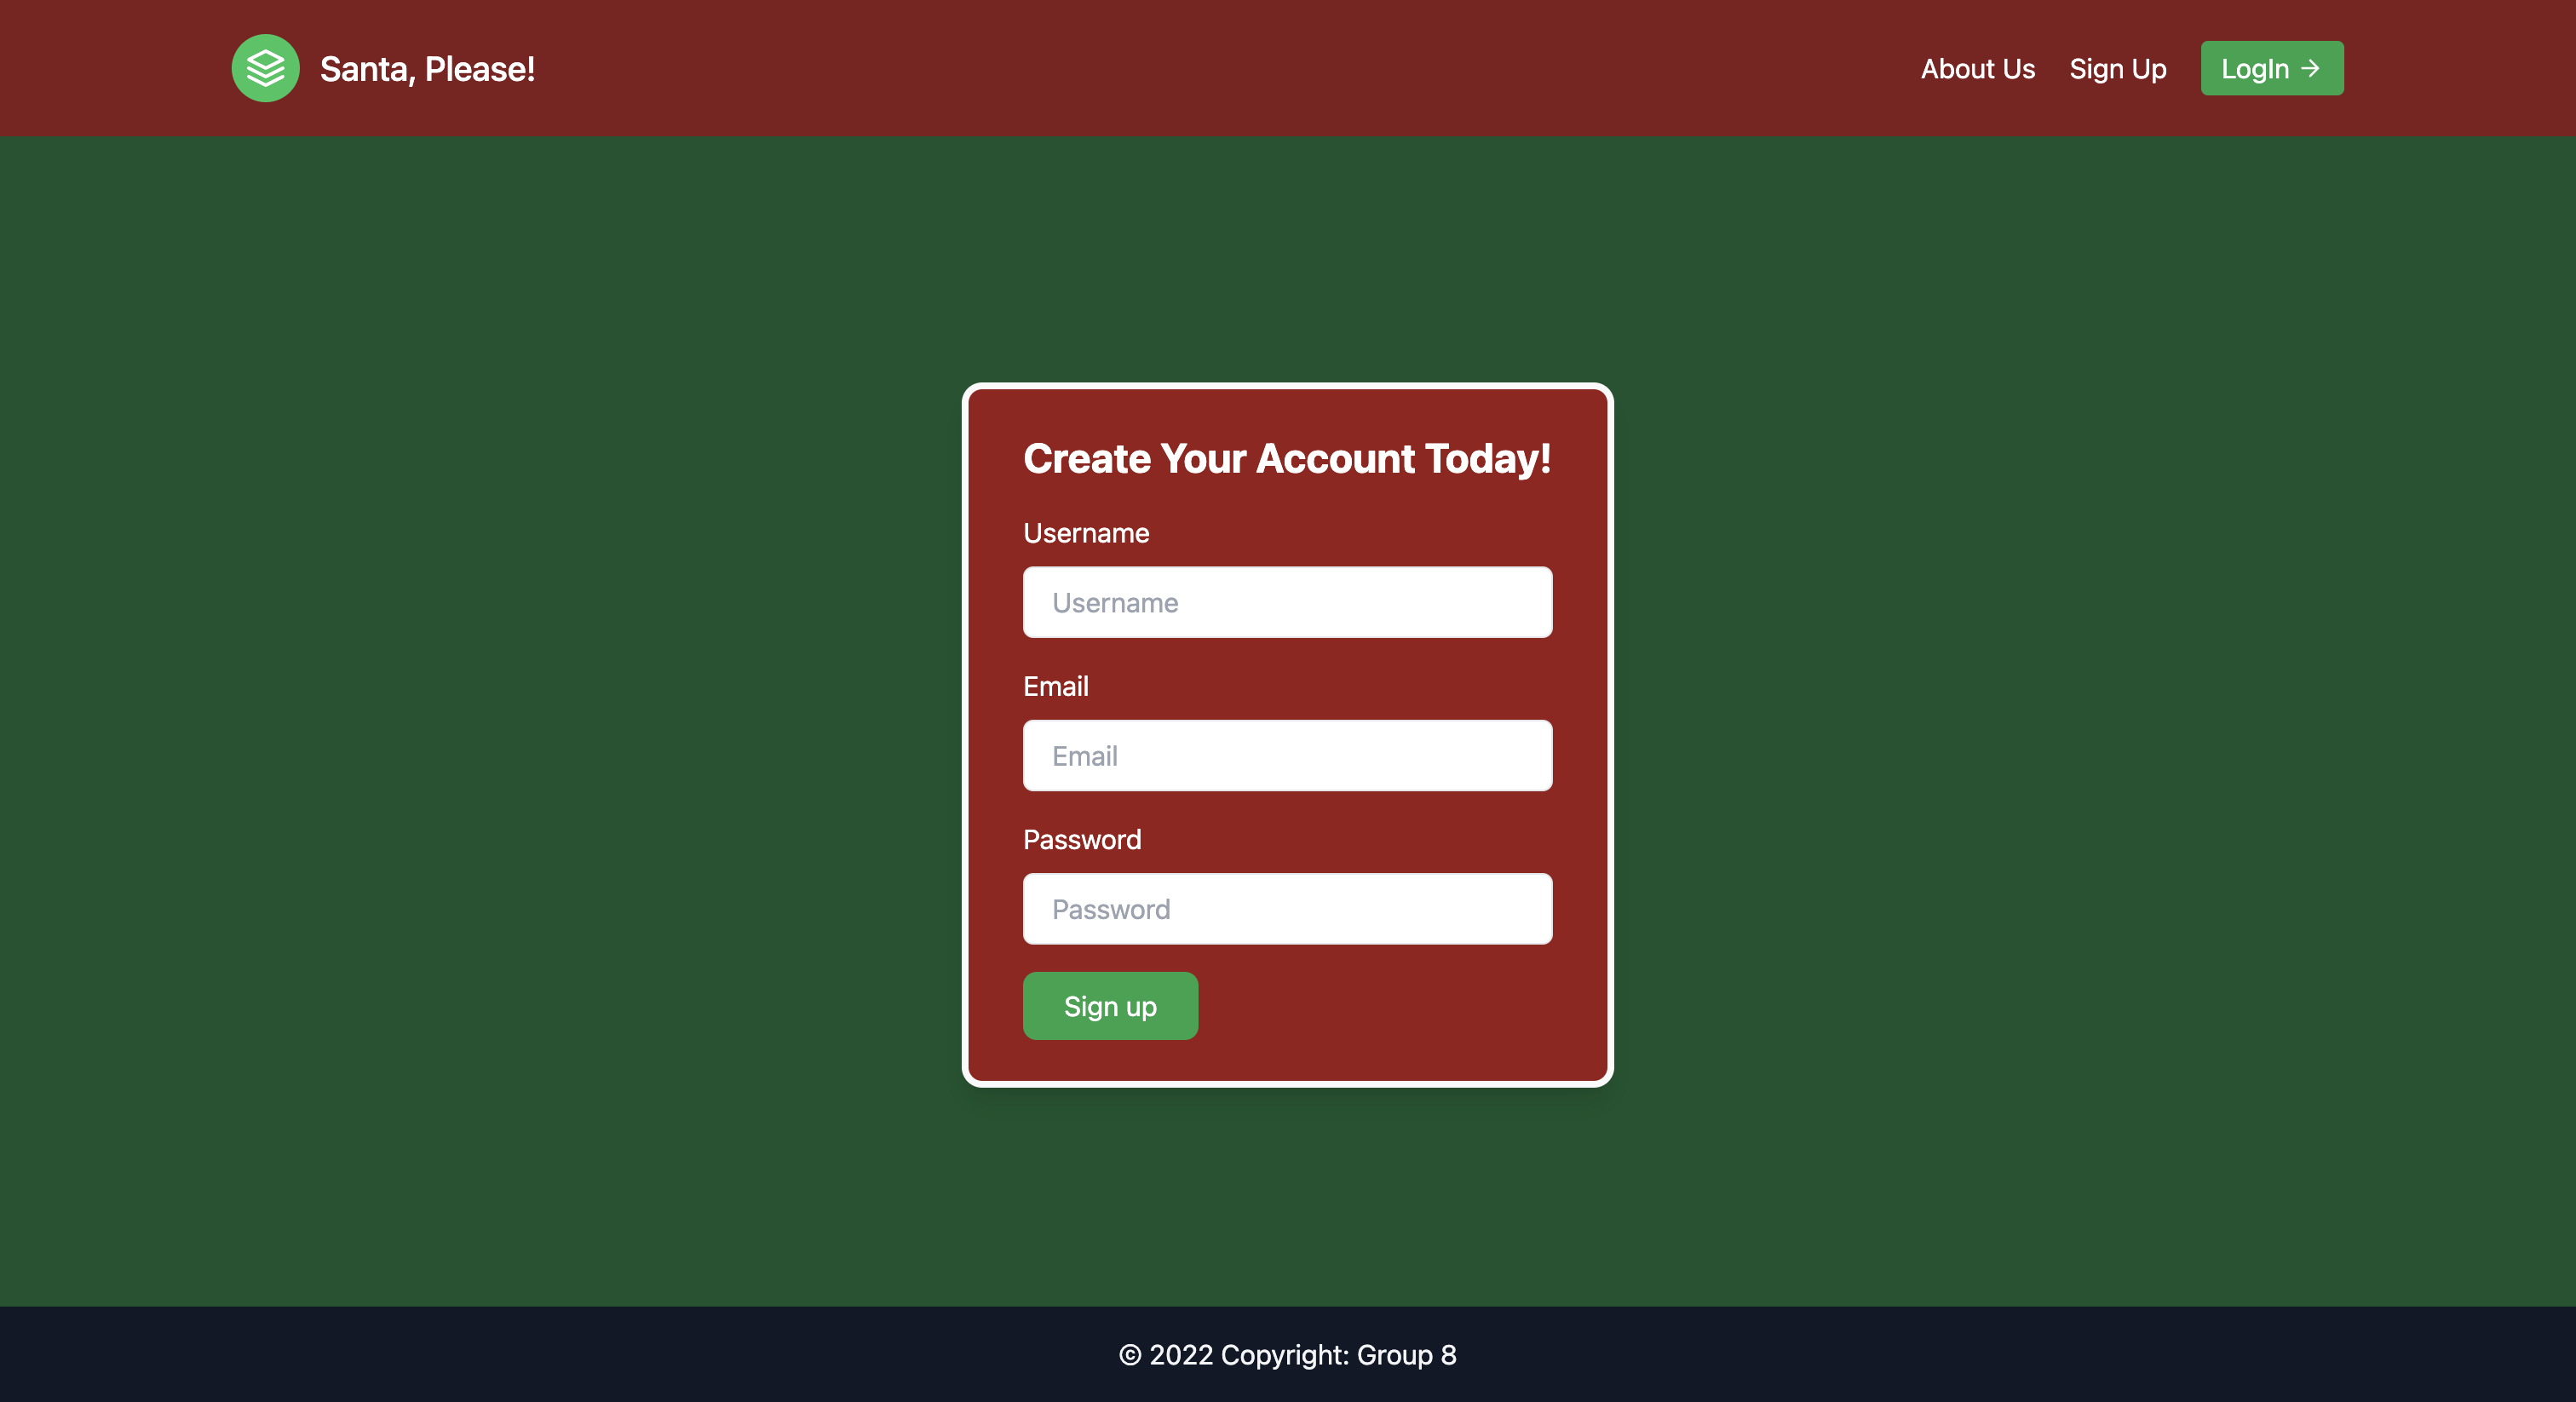 Santa, Please!
About Us
Sign Up
LogIn →
Create Your Account Today!
Username
Username
Email
Email
Password
Password
Sign up
© 2022 Copyright: Group 8